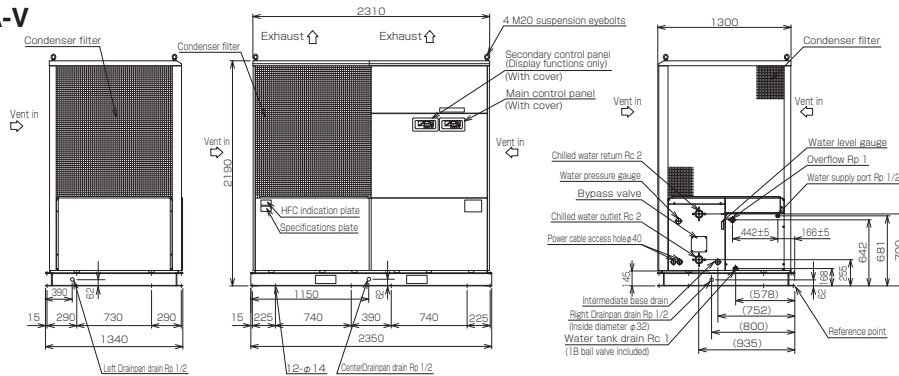 A-V
Condenser filter
Vent in
390
62
15
290
730
290
1340
Left Drainpan drain Rp 1/2
2310
Exhaust
Exhaust
4 M20 suspension eyebolts
Condenser filter
Secondary control panel
(Display functions only)
(With cover)
Main control panel
(With cover)
Vent in
Vent in
2190
HFC indication plate
Specifications plate
1150
62
15
225
740
390
740
225
2350
12-φ14
CenterDrainpan drain Rp 1/2
1300
Condenser filter
Vent in
Vent in
Water level gauge
Overflow Rp 1
Water supply port Rp 1/2
Chilled water return Rc 2
Water pressure gauge
Bypass valve
Chilled water outlet Rc 2
Power cable access hole φ40
442±5
166±5
642
681
700
145
62
168
255
Intermediate base drain
Right Drainpan drain Rp 1/2
(Inside diameter φ32)
Water tank drain Rc 1
(1B ball valve included)
(578)
(752)
(800)
(935)
Reference point